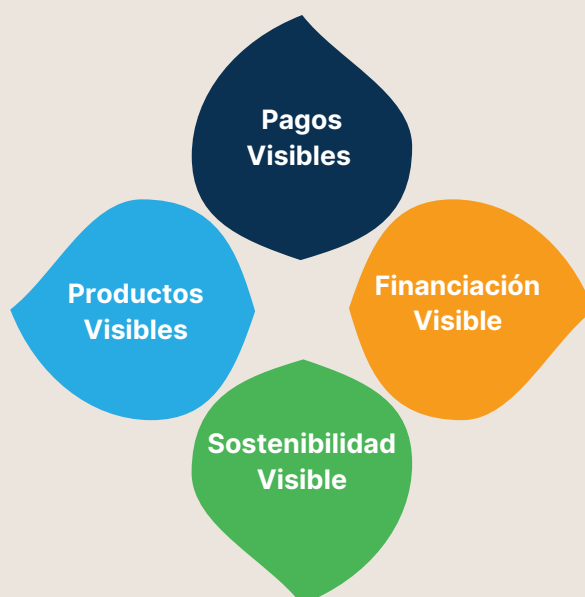 Pagos
Visibles
Productos
Visibles
Financiación
Visible
Sostenibilidad
Visible